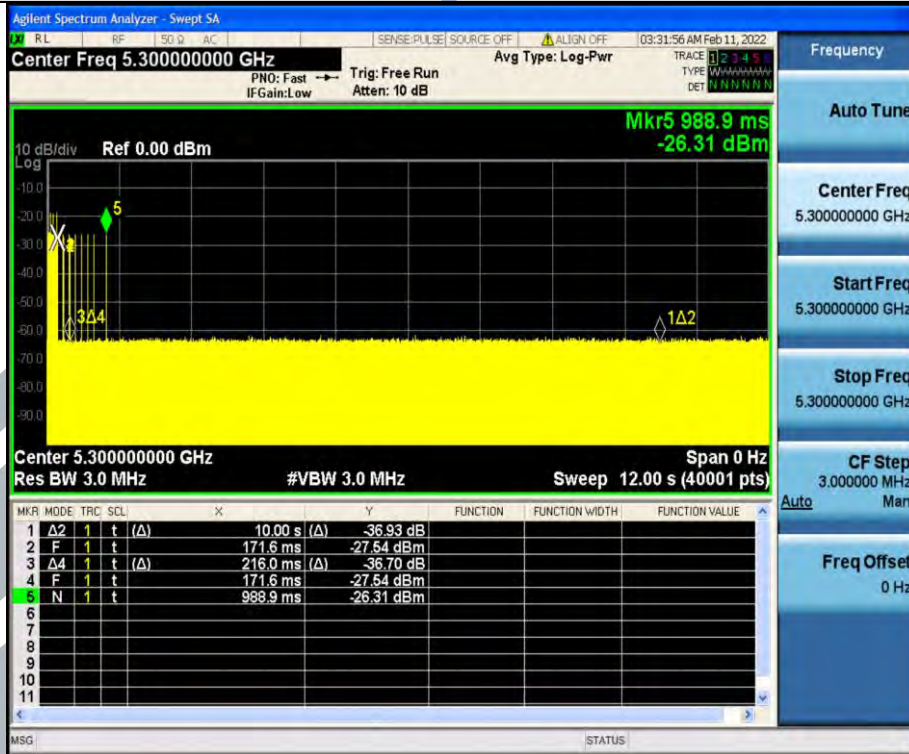 Agilent Spectrum Analyzer - Swept SA
LXI RL RF 50 Ω AC SENSE:PULSE SOURCE OFF ALIGN OFF 03:31:56 AM Feb 11, 2022
Center Freq 5.300000000 GHz Avg Type: Log-Pwr TRACE 1 2 3 4 5 6
PNO: Fast Trig: Free Run TYPE WWWWWW
IFGain:Low Atten: 10 dB DET N N N N N N
Mkr5 988.9 ms
10 dB/div Ref 0.00 dBm -26.31 dBm
Log
-10.0
-20.0
5
-30.0
-40.0
-50.0
3Δ4 1Δ2
-60.0
-70.0
-80.0
-90.0
Center 5.300000000 GHz Span 0 Hz
Res BW 3.0 MHz #VBW 3.0 MHz Sweep 12.00 s (40001 pts)
MKR MODE TRC SCL X Y FUNCTION FUNCTION WIDTH FUNCTION VALUE
1 Δ2 1 t (Δ) 10.00 s (Δ) -36.93 dB
2 F 1 t 171.6 ms -27.54 dBm
3 Δ4 1 t (Δ) 216.0 ms (Δ) -36.70 dB
4 F 1 t 171.6 ms -27.54 dBm
5 N 1 t 988.9 ms -26.31 dBm
6
7
8
9
10
11
MSG STATUS
Frequency
Auto Tune
Center Freq
5.300000000 GHz
Start Freq
5.300000000 GHz
Stop Freq
5.300000000 GHz
CF Step
3.000000 MHz
Auto Man
Freq Offset
0 Hz